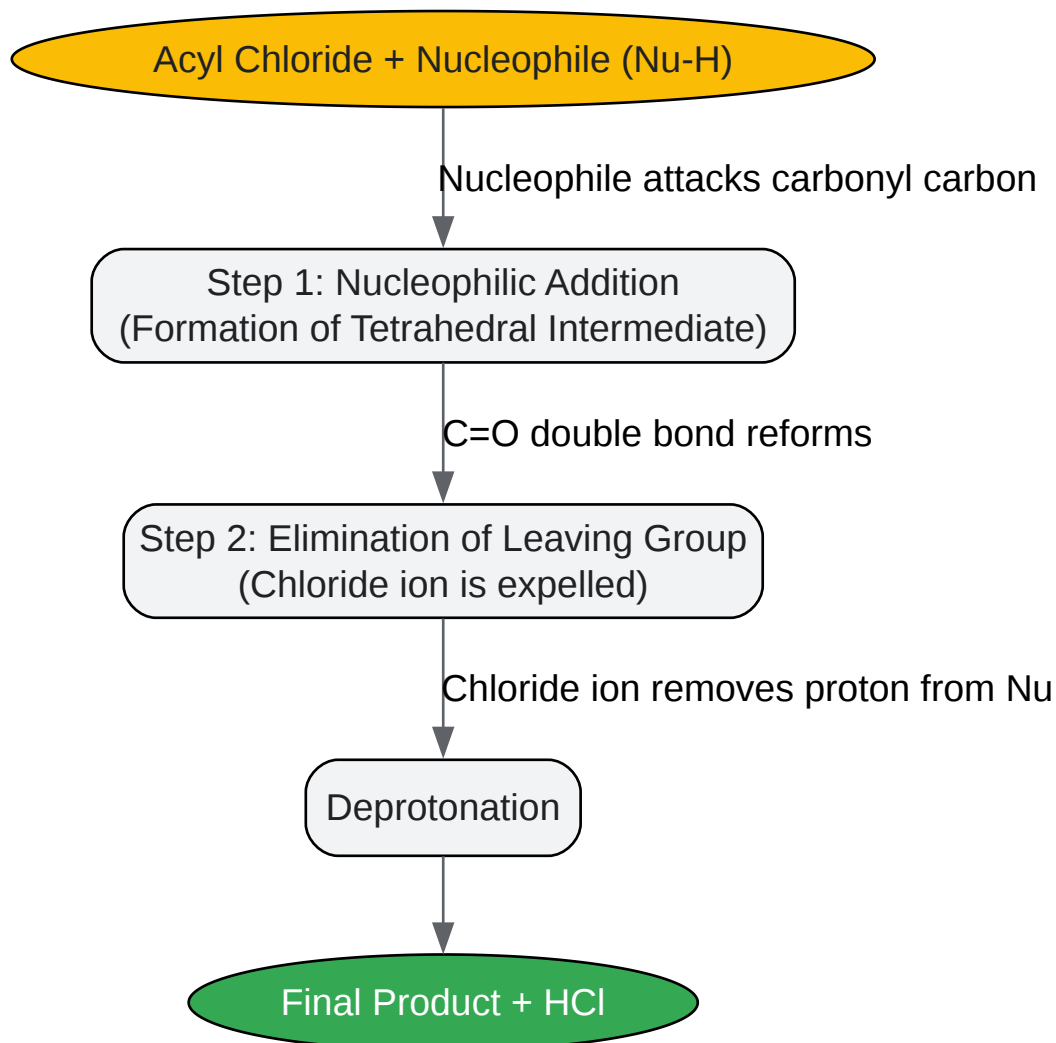 Acyl Chloride + Nucleophile (Nu-H)
Nucleophile attacks carbonyl carbon
Step 1: Nucleophilic Addition
(Formation of Tetrahedral Intermediate)
C=O double bond reforms
Step 2: Elimination of Leaving Group
(Chloride ion is expelled)
Chloride ion removes proton from Nu
Deprotonation
Final Product + HCl